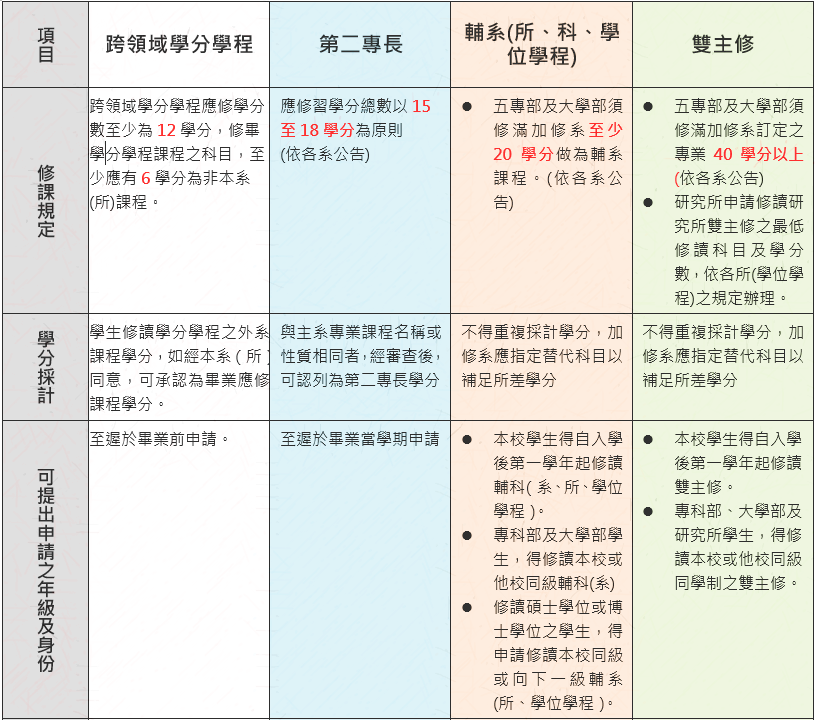 項目
跨領域學分學程
第二專長
輔系(所、科、學
位學程)
雙主修
修課規定
跨領域學分學程應修學分
數至少為 12 學分，修畢
學分學程課程之科目，至
少應有 6 學分為非本系
(所)課程。
應修習學分總數以 15
至 18 學分為原則
(依各系公告)
● 五專部及大學部須
修滿加修系至少
20 學分做為輔系
課程。(依各系公
告)
● 五專部及大學部須
修滿加修系訂定之
專業 40 學分以上
(依各系公告)
● 研究所申請修讀研
究所雙主修之最低
修讀科目及學分
數，依各所(學位學
程)之規定辦理。
學分採計
學生修讀學分學程之外系
課程學分，如經本系（所）
同意，可承認為畢業應修
課程學分。
與主系專業課程名稱或
性質相同者，經審查後，
可認列為第二專長學分
不得重複採計學分，加
修系應指定替代科目以
補足所差學分
不得重複採計學分，加
修系應指定替代科目以
補足所差學分
可提出申請之年級及身份
至遲於畢業前申請。
至遲於畢業當學期申請
● 本校學生得自入學
後第一學年起修讀
輔科( 系、所、學位
學程 )。
● 專科部及大學部學
生，得修讀本校或
他校同級輔科(系)
● 修讀碩士學位或博
士學位之學生，得
申請修讀本校同級
或向下一級輔系
(所、學位學程 )。
● 本校學生得自入學
後第一學年起修讀
雙主修。
● 專科部、大學部及
研究所學生，得修
讀本校或他校同級
同學制之雙主修。